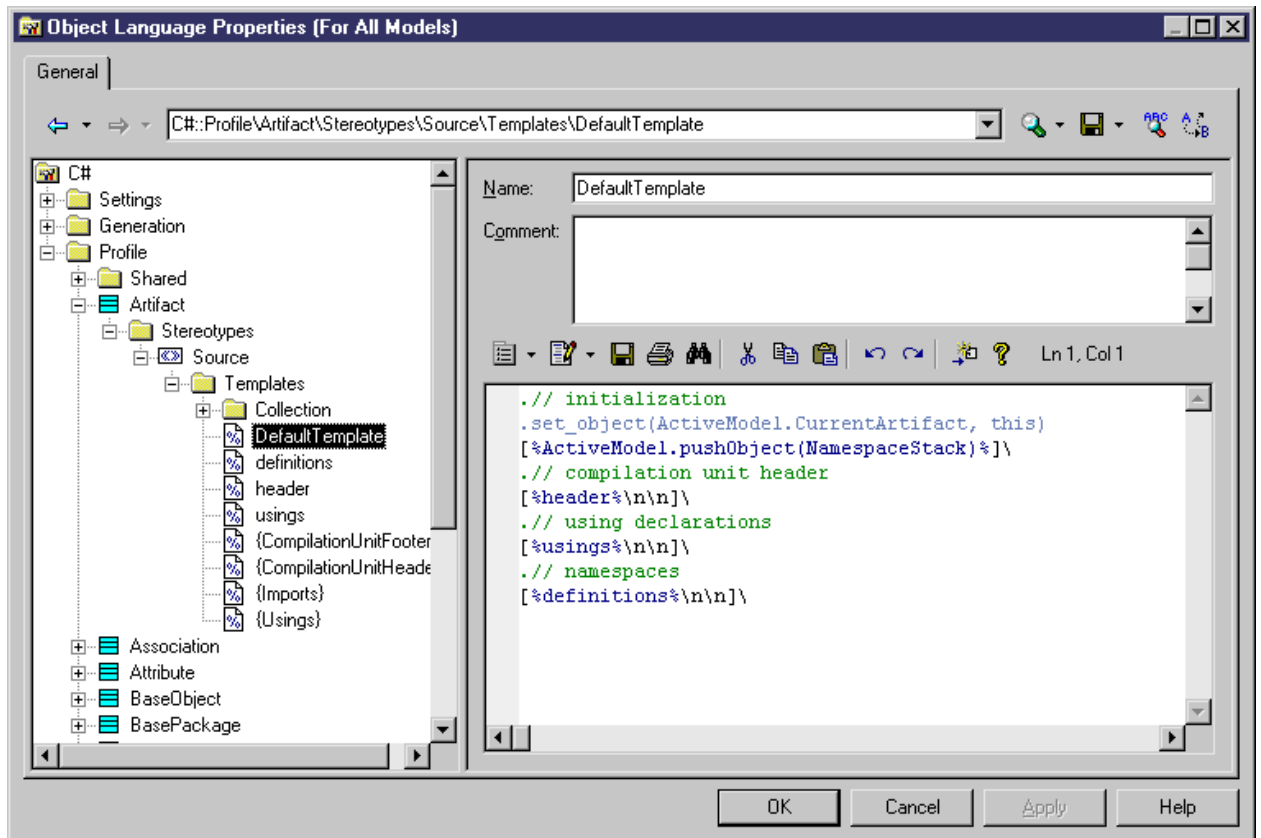 Object Language Properties (For All Models)
General
C#::Profile\Artifact\Stereotypes\Source\Templates\DefaultTemplate
ABC
A
B
C#
Settings
Generation
Profile
Shared
Artifact
Stereotypes
Source
Templates
Collection
DefaultTemplate
definitions
header
usings
{CompilationUnitFooter
{CompilationUnitHeade
{Imports}
{Usings}
Association
Attribute
BaseObject
BasePackage
Name: DefaultTemplate
Comment:
Ln 1, Col 1
.// initialization
.set_object(ActiveModel.CurrentArtifact, this)
[%ActiveModel.pushObject(NamespaceStack)%]\
.// compilation unit header
[%header%\n\n]\
.// using declarations
[%usings%\n\n]\
.// namespaces
[%definitions%\n\n]\
OK
Cancel
Apply
Help